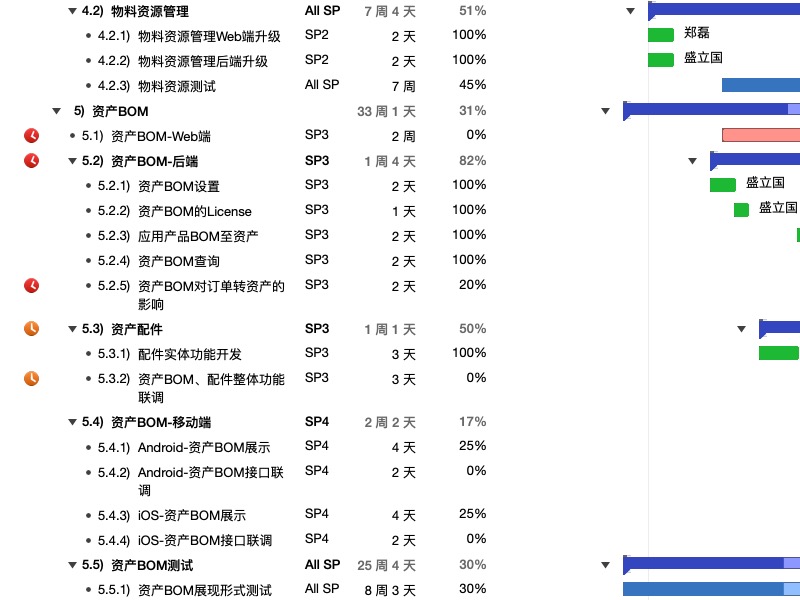 4.2) 物料资源管理 All SP 7 周 4 天 51%
4.2.1) 物料资源管理Web端升级 SP2 2 天 100% 郑磊
4.2.2) 物料资源管理后端升级 SP2 2 天 100% 盛立国
4.2.3) 物料资源测试 All SP 7 周 45%
5) 资产BOM 33 周 1 天 31%
5.1) 资产BOM-Web端 SP3 2 周 0%
5.2) 资产BOM-后端 SP3 1 周 4 天 82%
5.2.1) 资产BOM设置 SP3 2 天 100% 盛立国
5.2.2) 资产BOM的License SP3 1 天 100% 盛立国
5.2.3) 应用产品BOM至资产 SP3 2 天 100%
5.2.4) 资产BOM查询 SP3 2 天 100%
5.2.5) 资产BOM对订单转资产的 SP3 2 天 20%
影响
5.3) 资产配件 SP3 1 周 1 天 50%
5.3.1) 配件实体功能开发 SP3 3 天 100%
5.3.2) 资产BOM、配件整体功能 SP3 3 天 0%
联调
5.4) 资产BOM-移动端 SP4 2 周 2 天 17%
5.4.1) Android-资产BOM展示 SP4 4 天 25%
5.4.2) Android-资产BOM接口联 SP4 2 天 0%
调
5.4.3) iOS-资产BOM展示 SP4 4 天 25%
5.4.4) iOS-资产BOM接口联调 SP4 2 天 0%
5.5) 资产BOM测试 All SP 25 周 4 天 30%
5.5.1) 资产BOM展现形式测试 All SP 8 周 3 天 30%